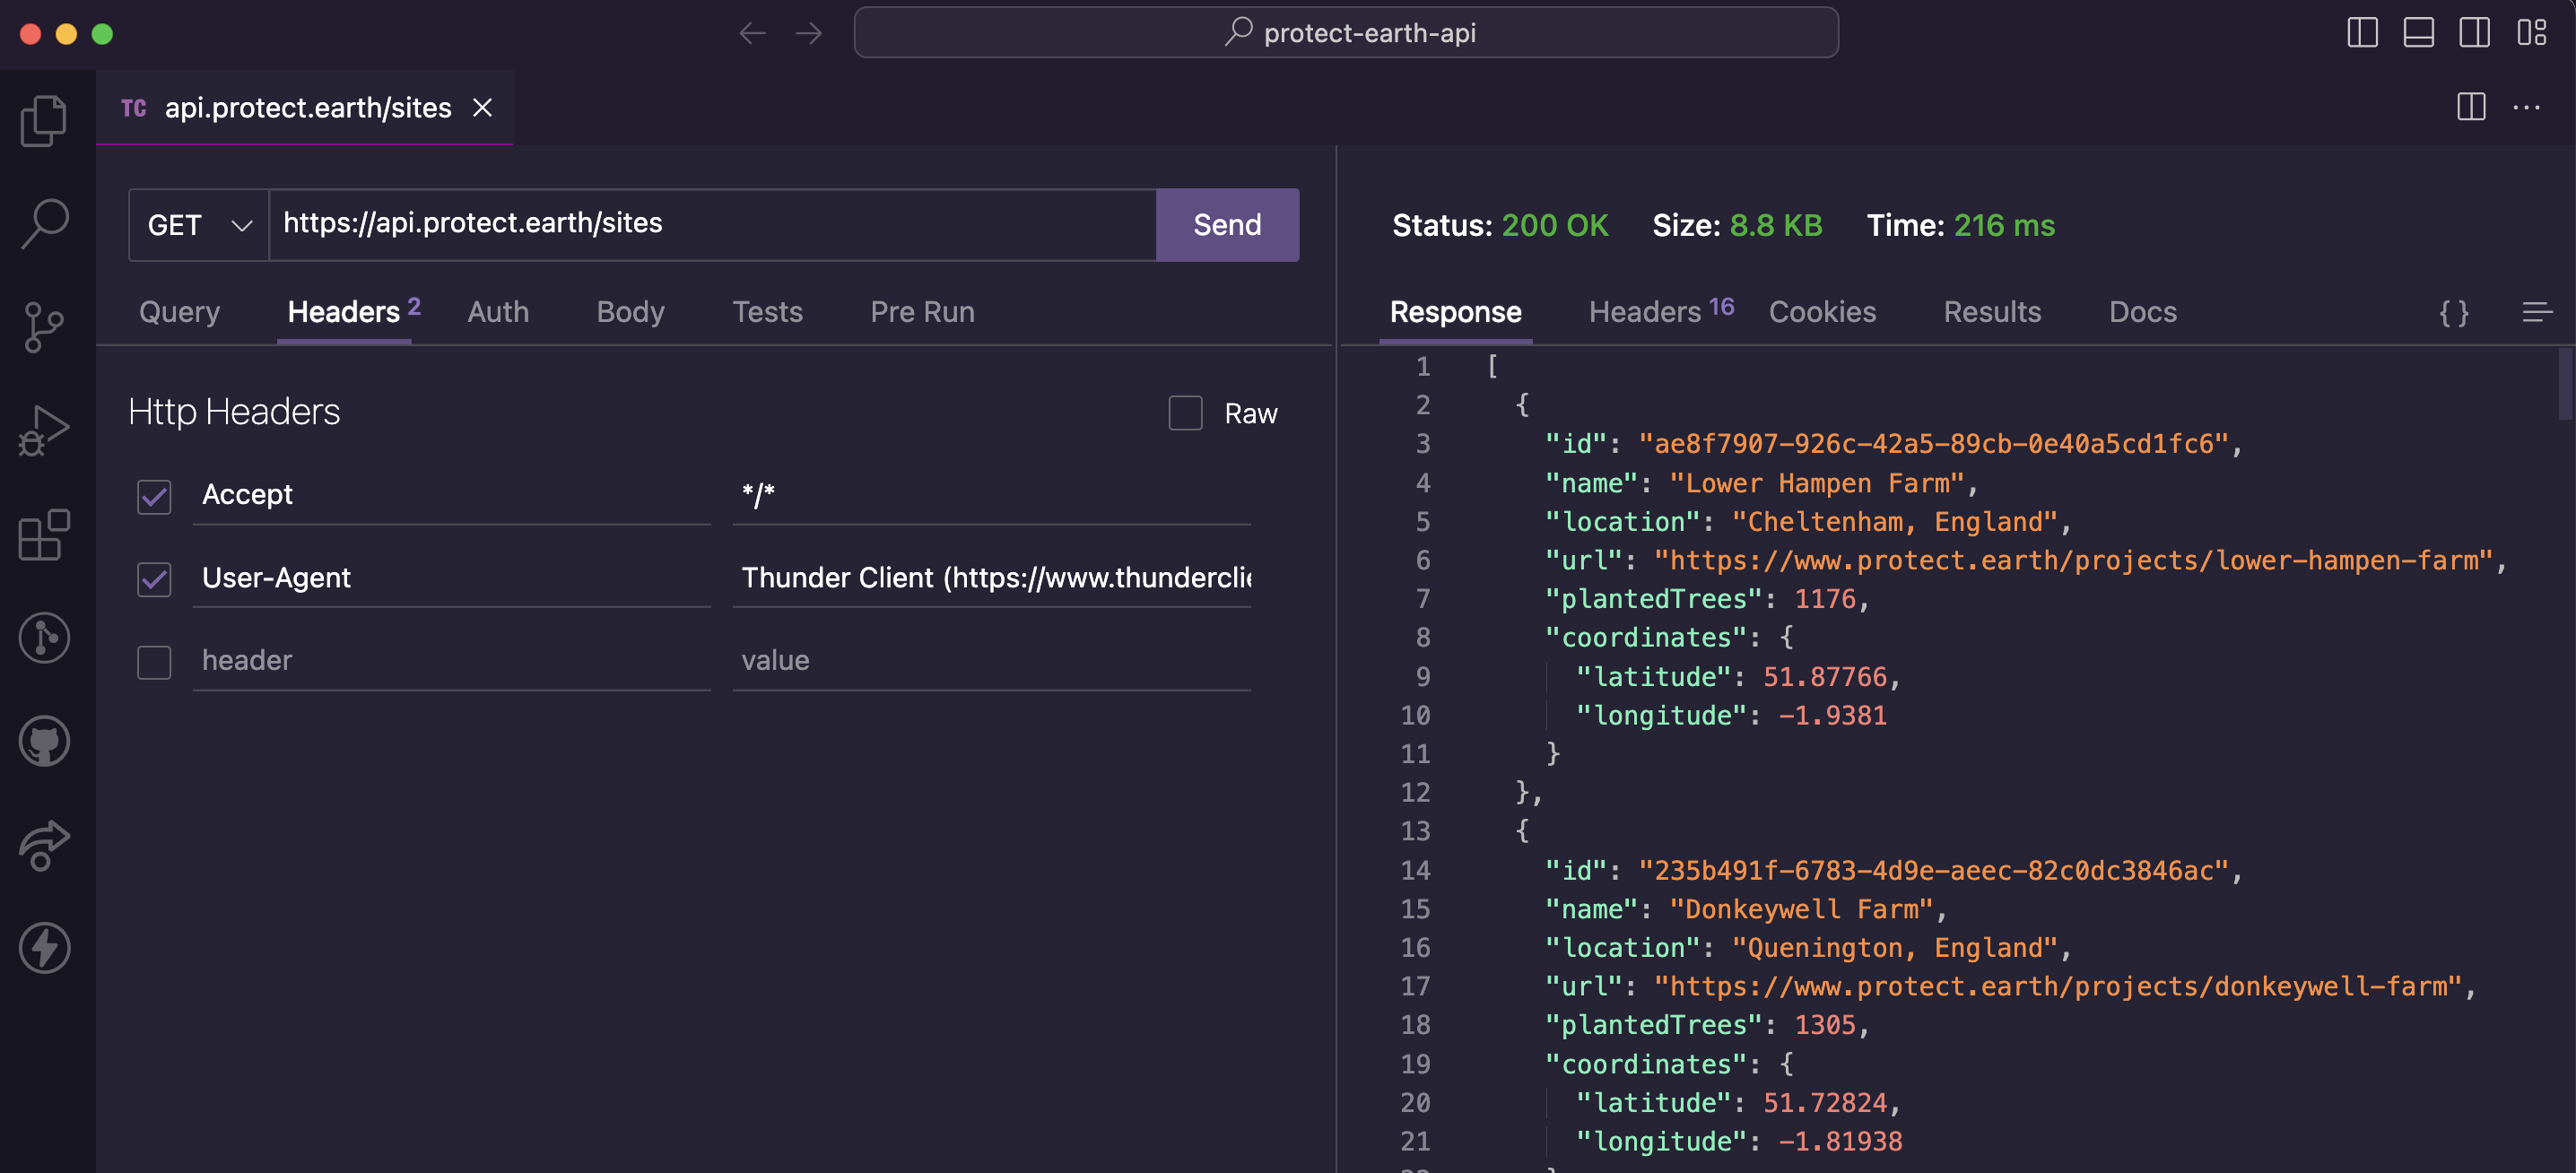 protect-earth-api
TC api.protect.earth/sites
GET https://api.protect.earth/sites Send
Query Headers 2 Auth Body Tests Pre Run
Http Headers Raw
Accept */*
User-Agent Thunder Client (https://www.thunderclie
header value
Status: 200 OK Size: 8.8 KB Time: 216 ms
Response Headers 16 Cookies Results Docs {}
1 [
2 {
3 "id": "ae8f7907-926c-42a5-89cb-0e40a5cd1fc6",
4 "name": "Lower Hampen Farm",
5 "location": "Cheltenham, England",
6 "url": "https://www.protect.earth/projects/lower-hampen-farm",
7 "plantedTrees": 1176,
8 "coordinates": {
9 "latitude": 51.87766,
10 "longitude": -1.9381
11 }
12 },
13 {
14 "id": "235b491f-6783-4d9e-aeec-82c0dc3846ac",
15 "name": "Donkeywell Farm",
16 "location": "Quenington, England",
17 "url": "https://www.protect.earth/projects/donkeywell-farm",
18 "plantedTrees": 1305,
19 "coordinates": {
20 "latitude": 51.72824,
21 "longitude": -1.81938